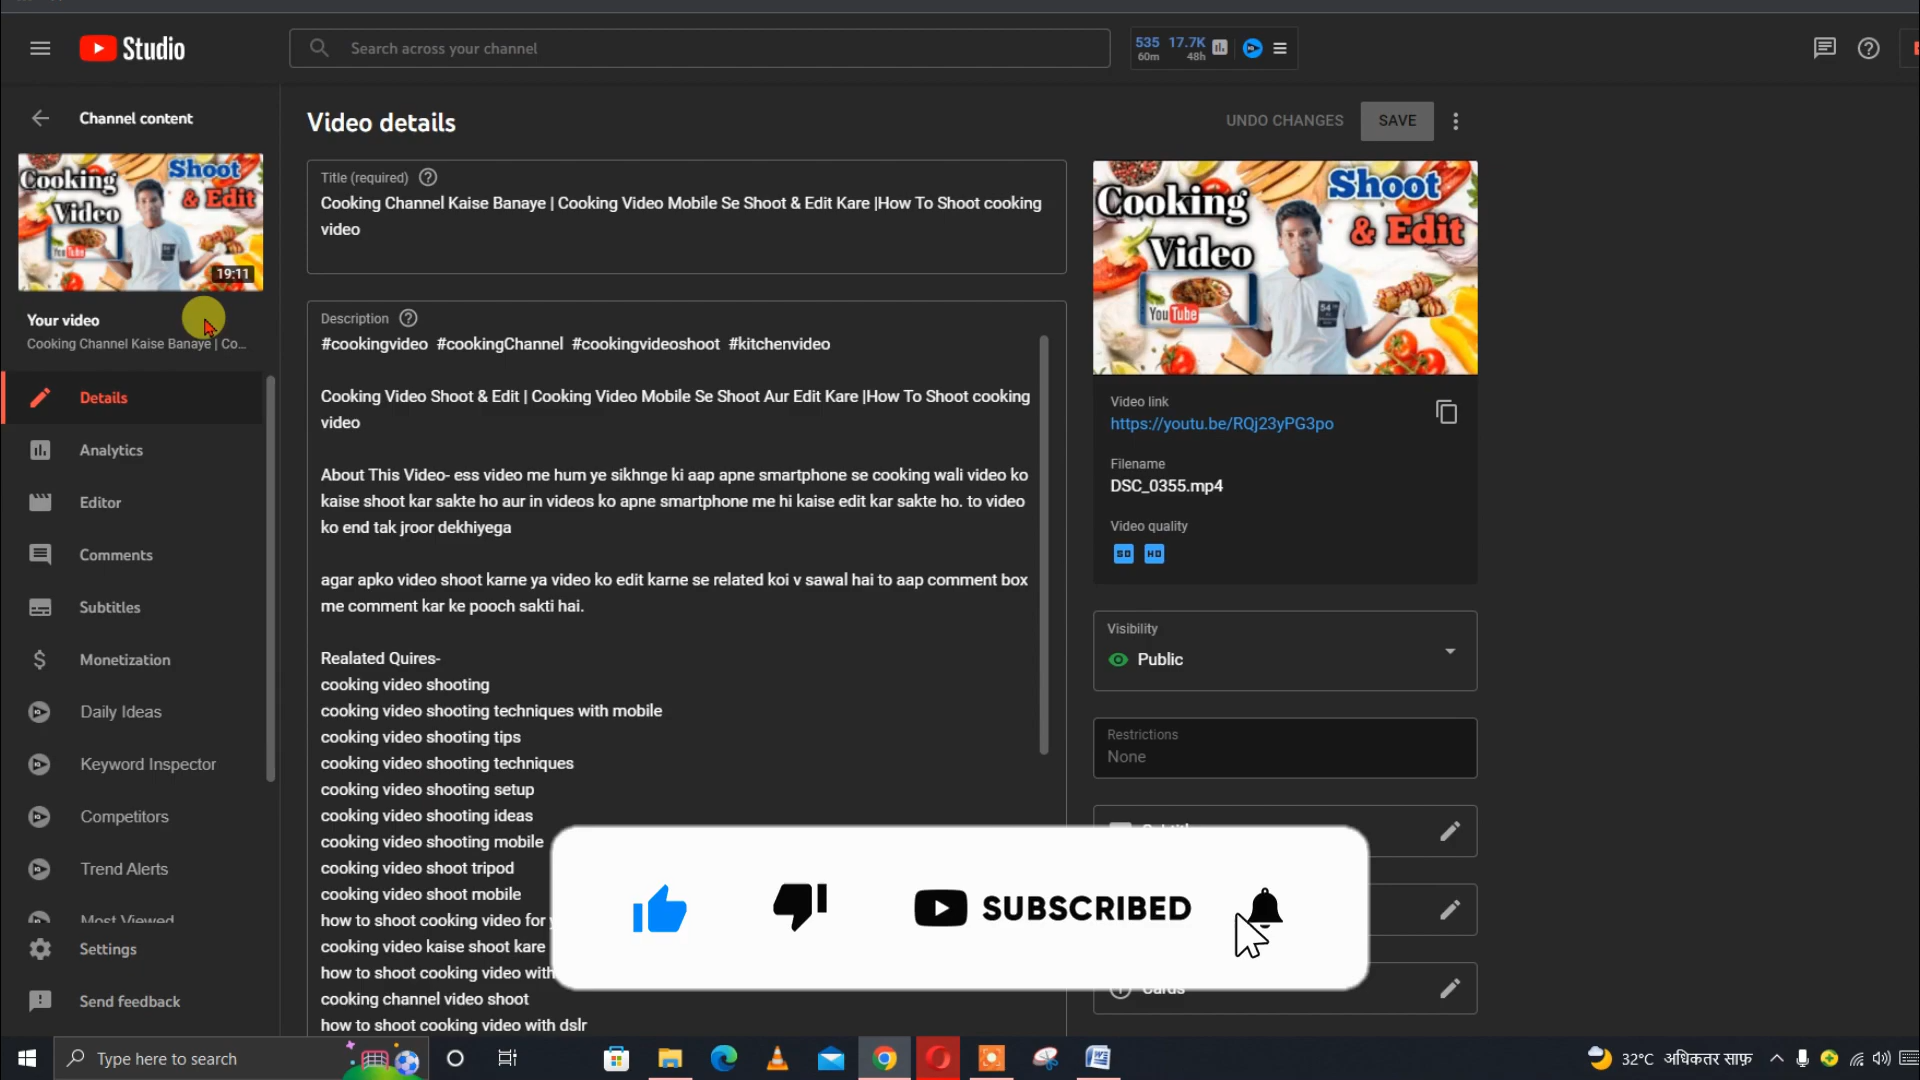 Studio
Search across your channel
535 17.7K
60m 48h
Channel content
Cooking Video Shoot & Edit
YouTube
19:11
Your video
Cooking Channel Kaise Banaye | Co...
Details
Analytics
Editor
Comments
Subtitles
Monetization
Daily Ideas
Keyword Inspector
Competitors
Trend Alerts
Most Viewed
Settings
Send feedback
Video details
UNDO CHANGES
SAVE
Title (required)
Cooking Channel Kaise Banaye | Cooking Video Mobile Se Shoot & Edit Kare |How To Shoot cooking
video
Description
#cookingvideo #cookingChannel #cookingvideoshoot #kitchenvideo
Cooking Video Shoot & Edit | Cooking Video Mobile Se Shoot Aur Edit Kare |How To Shoot cooking
video
About This Video- ess video me hum ye sikhnge ki aap apne smartphone se cooking wali video ko
kaise shoot kar sakte ho aur in videos ko apne smartphone me hi kaise edit kar sakte ho. to video
ko end tak jroor dekhiyega
agar apko video shoot karne ya video ko edit karne se related koi v sawal hai to aap comment box
me comment kar ke pooch sakti hai.
Realated Quires-
cooking video shooting
cooking video shooting techniques with mobile
cooking video shooting tips
cooking video shooting techniques
cooking video shooting setup
cooking video shooting ideas
cooking video shooting mobile
cooking video shoot tripod
cooking video shoot mobile
how to shoot cooking video for
cooking video kaise shoot kare
how to shoot cooking video with
cooking channel video shoot
how to shoot cooking video with dslr
Cooking Video Shoot & Edit
YouTube
Video link
https://youtu.be/RQj23yPG3po
Filename
DSC_0355.mp4
Video quality
SD HD
Visibility
Public
Restrictions
None
Cards
SUBSCRIBED
Type here to search
32°C अधिकतर साफ़